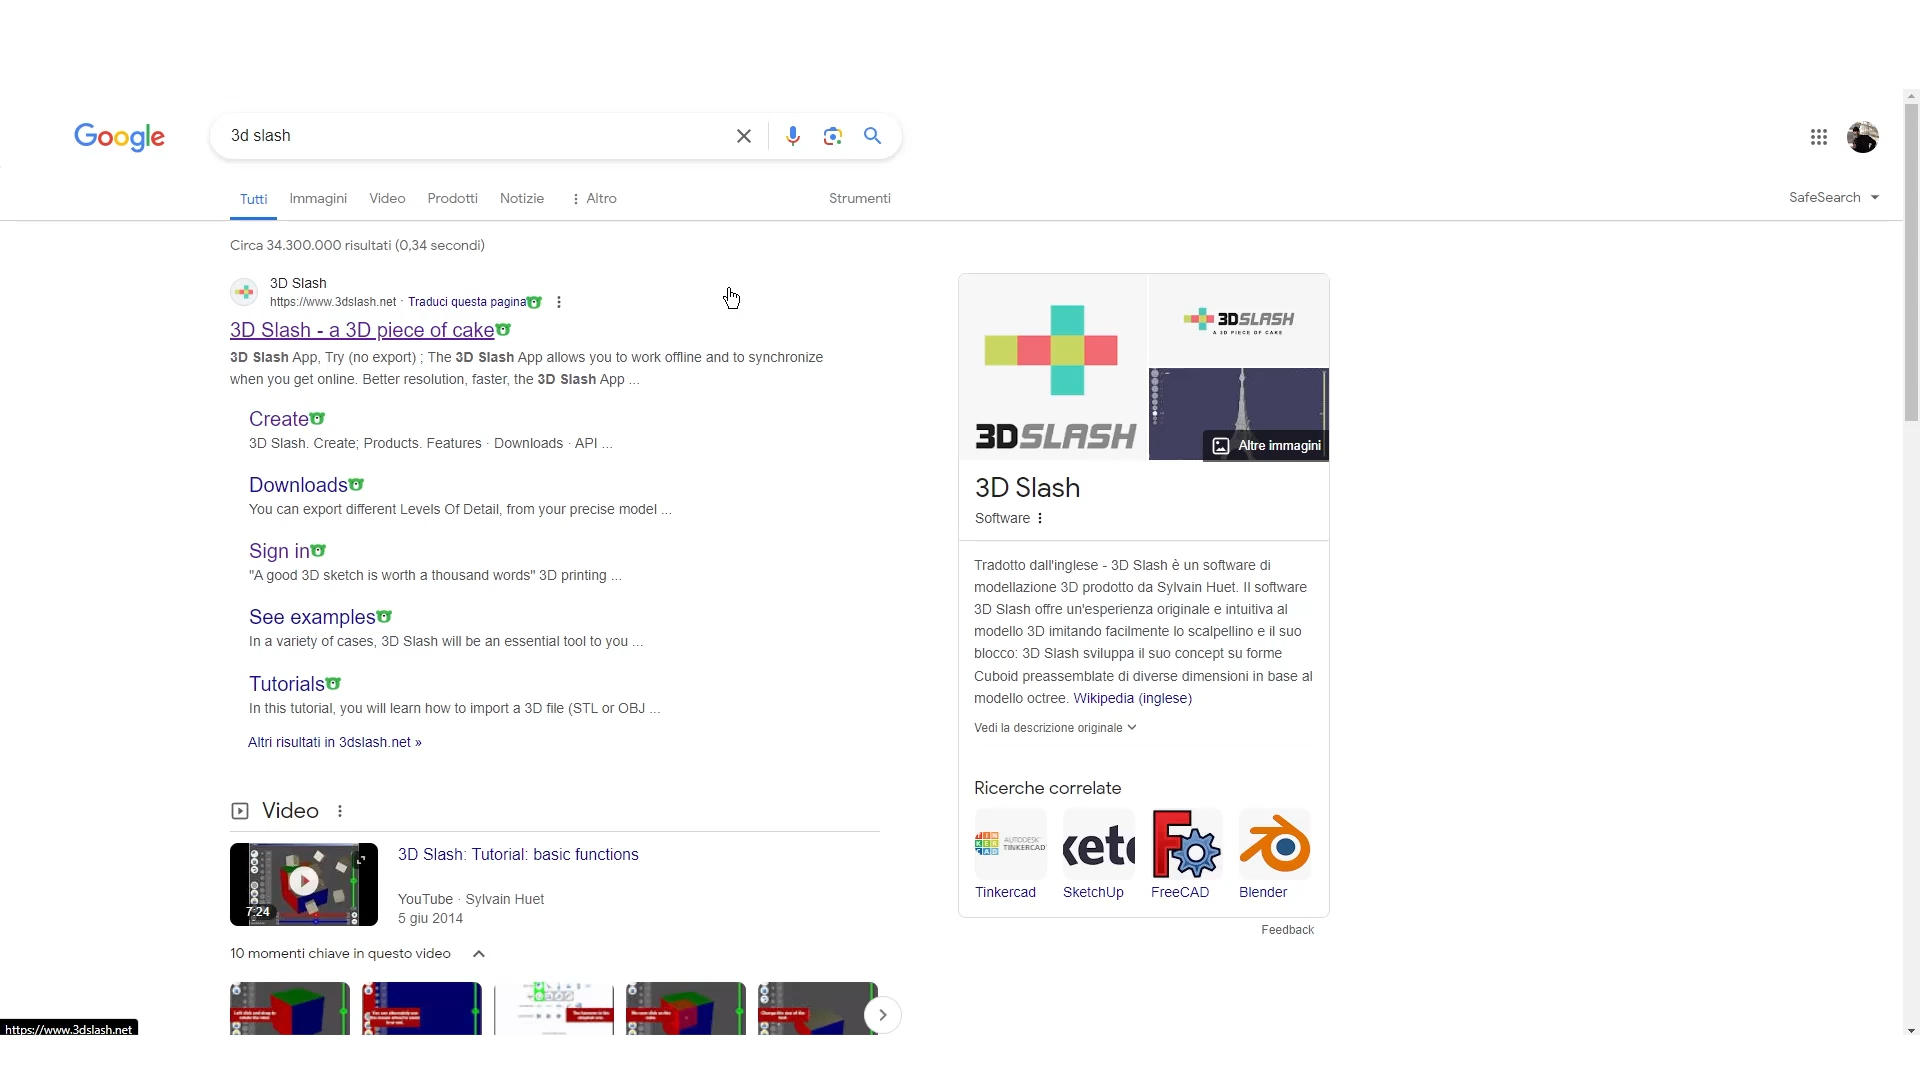 Google
3d slash
Tutti
Immagini
Video
Prodotti
Notizie
Altro
Strumenti
SafeSearch
Circa 34.300.000 risultati (0,34 secondi)
3D Slash
https://www.3dslash.net · Traduci questa pagina
3D Slash - a 3D piece of cake
3D Slash App, Try (no export) ; The 3D Slash App allows you to work offline and to synchronize
when you get online. Better resolution, faster, the 3D Slash App ...
Create
3D Slash. Create; Products. Features · Downloads · API ...
Downloads
You can export different Levels Of Detail, from your precise model ...
Sign in
"A good 3D sketch is worth a thousand words" 3D printing ...
See examples
In a variety of cases, 3D Slash will be an essential tool to you ...
Tutorials
In this tutorial, you will learn how to import a 3D file (STL or OBJ ...
Altri risultati in 3dslash.net »
Video
7:24
3D Slash: Tutorial: basic functions
YouTube · Sylvain Huet
5 giu 2014
10 momenti chiave in questo video
https://www.3dslash.net
3DSLASH
3DSLASH
A 3D PIECE OF CAKE
Altre immagini
3D Slash
Software
Tradotto dall'inglese - 3D Slash è un software di
modellazione 3D prodotto da Sylvain Huet. Il software
3D Slash offre un'esperienza originale e intuitiva al
modello 3D imitando facilmente lo scalpellino e il suo
blocco: 3D Slash sviluppa il suo concept su forme
Cuboid preassemblate di diverse dimensioni in base al
modello octree. Wikipedia (inglese)
Vedi la descrizione originale
Ricerche correlate
AUTODESK
TINKERCAD
Tinkercad
SketchUp
FreeCAD
Blender
Feedback